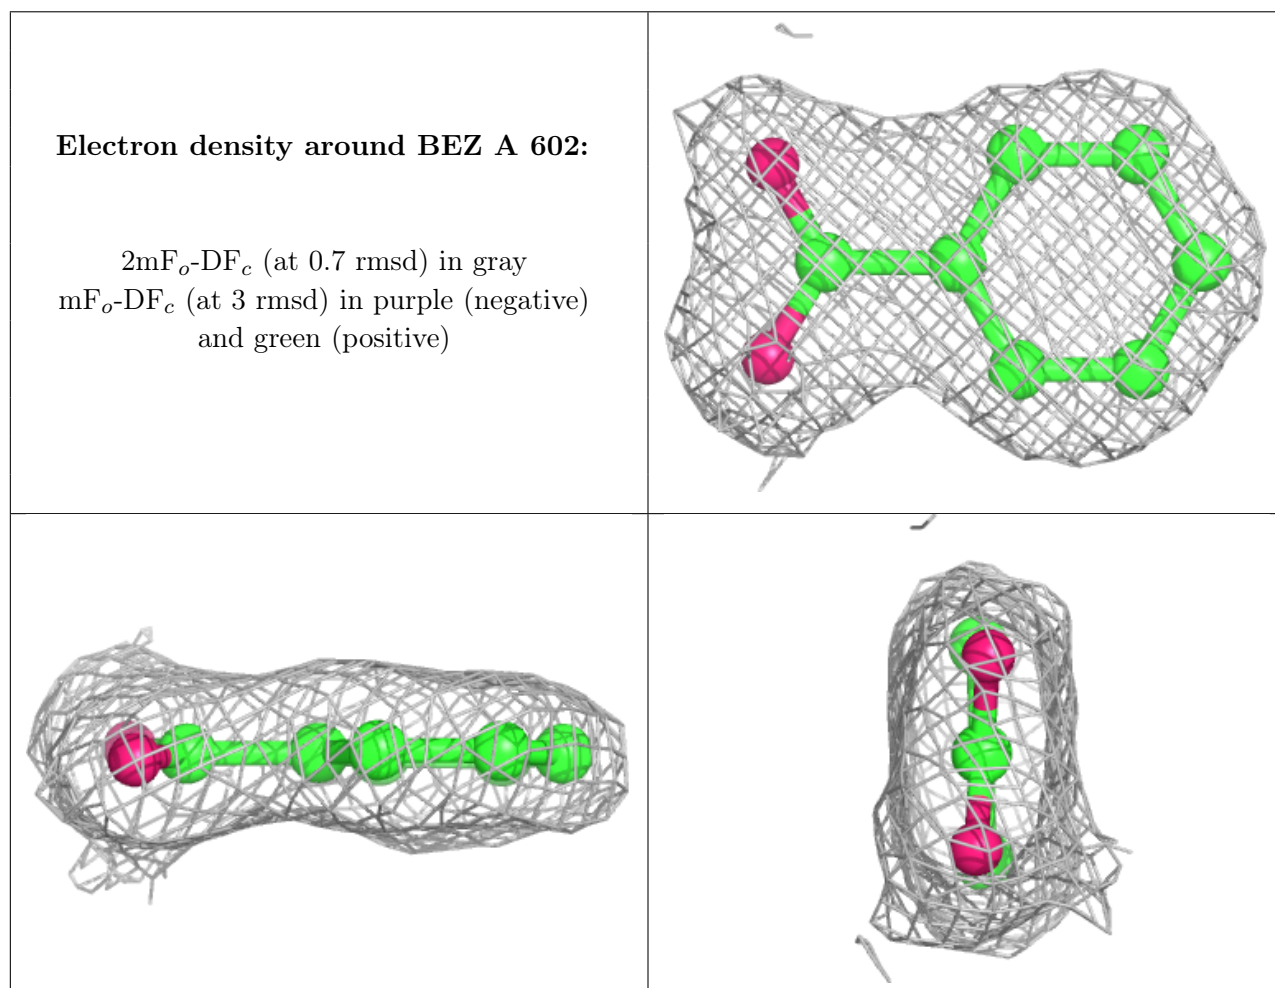 Electron density around BEZ A 602:
2mFo-DFc (at 0.7 rmsd) in gray
mFo-DFc (at 3 rmsd) in purple (negative)
and green (positive)